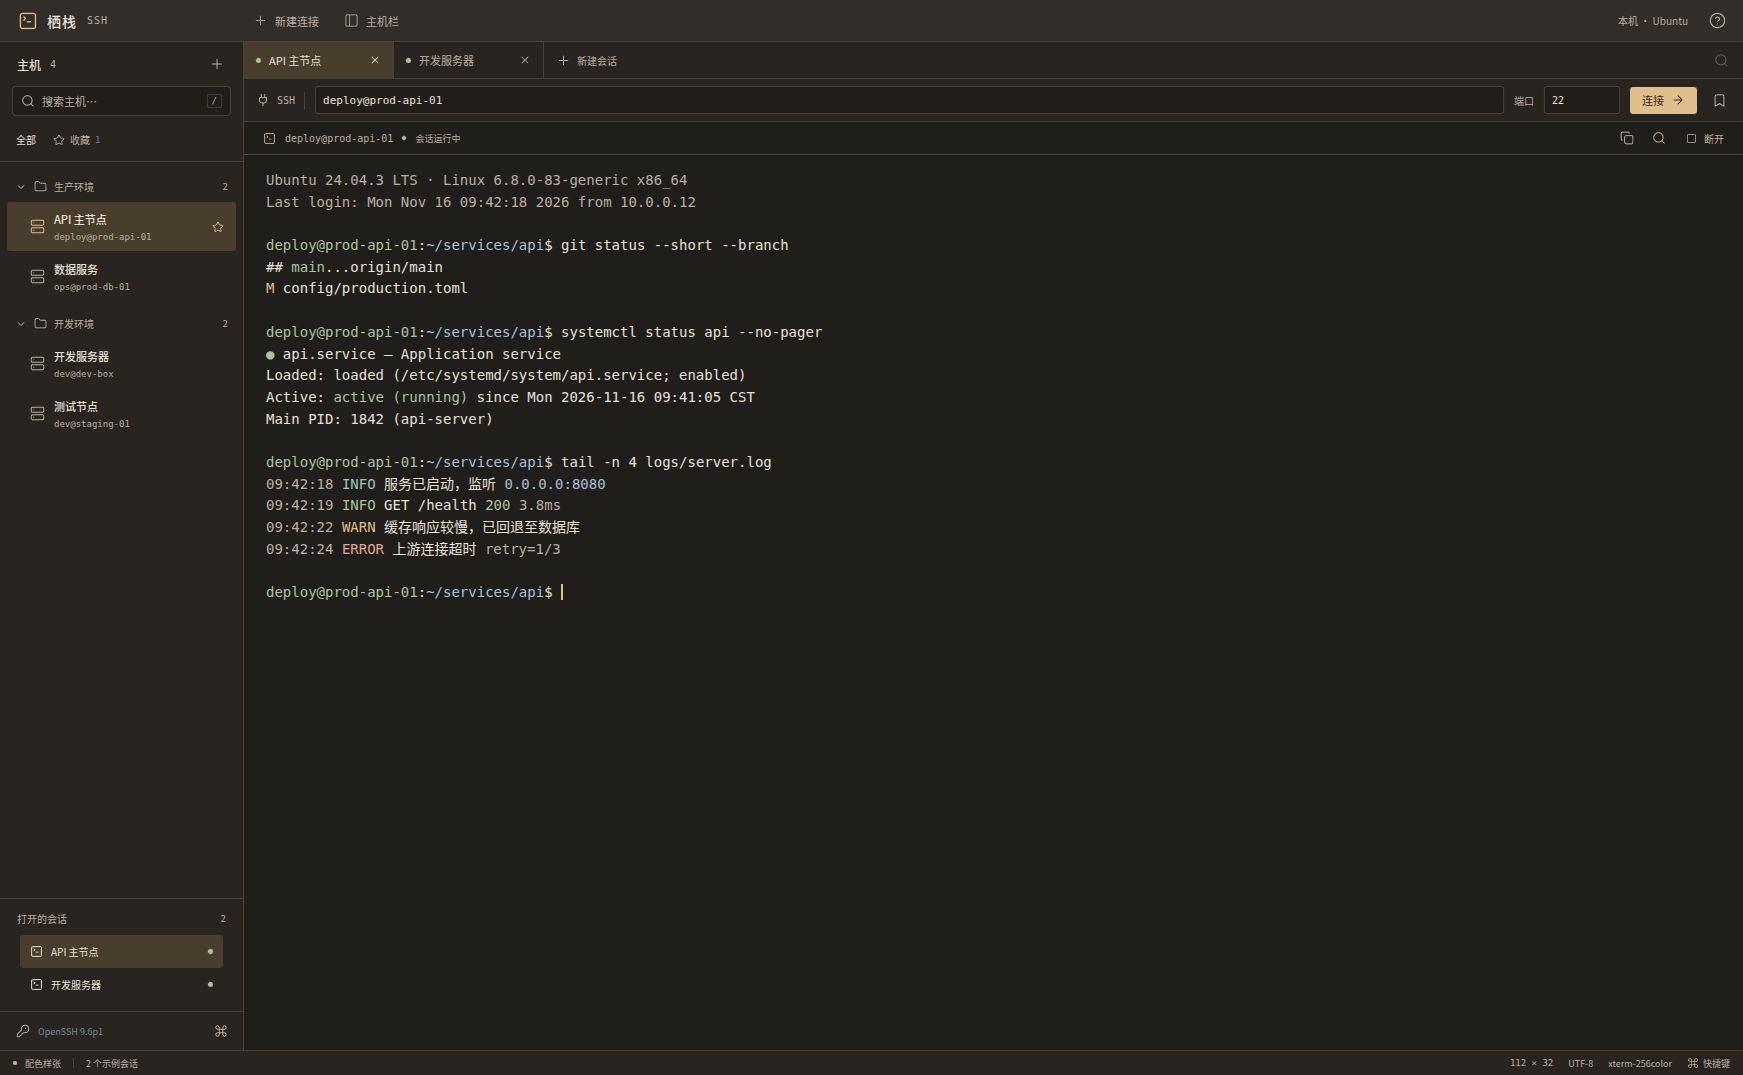 栖栈 SSH 新建连接 主机栏 本机 · Ubuntu
主机 4
搜索主机… /
全部 收藏 1
生产环境 2
API 主节点
deploy@prod-api-01
数据服务
ops@prod-db-01
开发环境 2
开发服务器
dev@dev-box
测试节点
dev@staging-01
打开的会话 2
API 主节点
开发服务器
OpenSSH 9.6p1
API 主节点 开发服务器 新建会话
SSH deploy@prod-api-01 端口 22 连接
deploy@prod-api-01 会话运行中 断开
Ubuntu 24.04.3 LTS · Linux 6.8.0-83-generic x86_64
Last login: Mon Nov 16 09:42:18 2026 from 10.0.0.12
deploy@prod-api-01:~/services/api$ git status --short --branch
## main...origin/main
M config/production.toml
deploy@prod-api-01:~/services/api$ systemctl status api --no-pager
● api.service — Application service
Loaded: loaded (/etc/systemd/system/api.service; enabled)
Active: active (running) since Mon 2026-11-16 09:41:05 CST
Main PID: 1842 (api-server)
deploy@prod-api-01:~/services/api$ tail -n 4 logs/server.log
09:42:18 INFO 服务已启动，监听 0.0.0.0:8080
09:42:19 INFO GET /health 200 3.8ms
09:42:22 WARN 缓存响应较慢，已回退至数据库
09:42:24 ERROR 上游连接超时 retry=1/3
deploy@prod-api-01:~/services/api$
配色样张 2 个示例会话 112 × 32 UTF-8 xterm-256color 快捷键